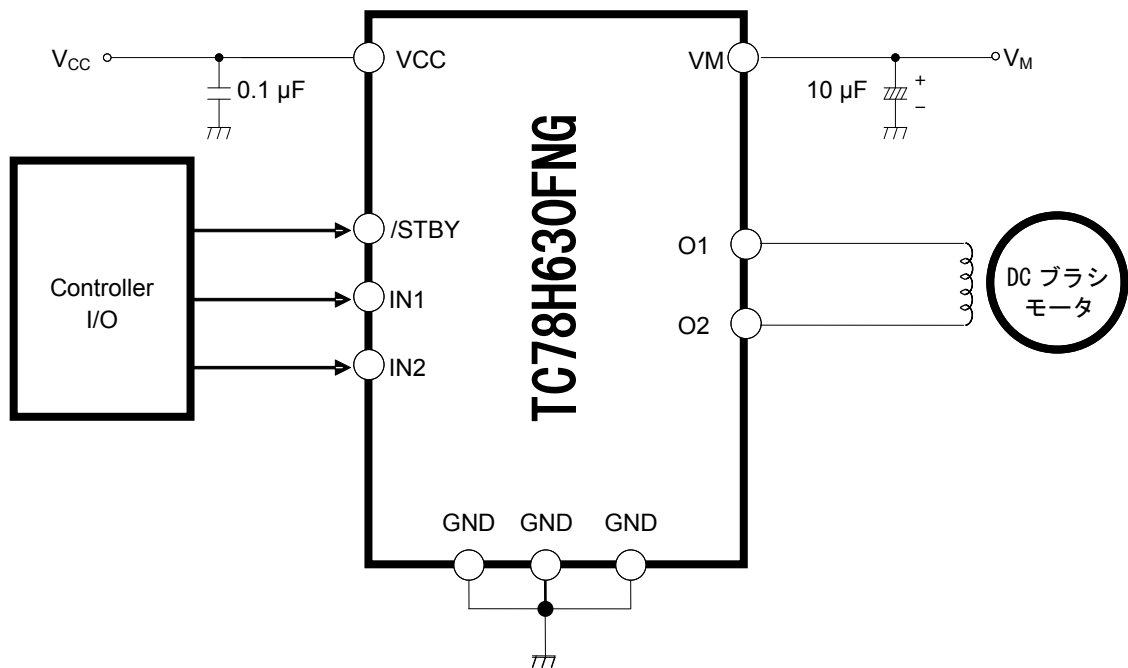 VCC
VCC
0.1 µF
VM
VM
10 µF
+
−
TC78H630FNG
Controller
I/O
/STBY
IN1
IN2
O1
O2
DC ブラシ
モータ
GND
GND
GND